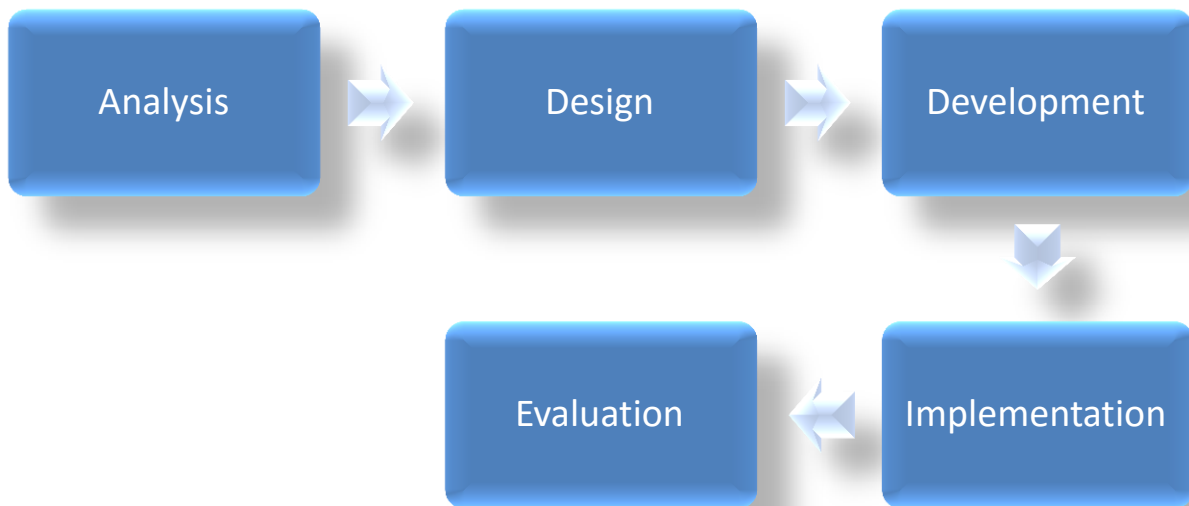 Analysis
Design
Development
Implementation
Evaluation